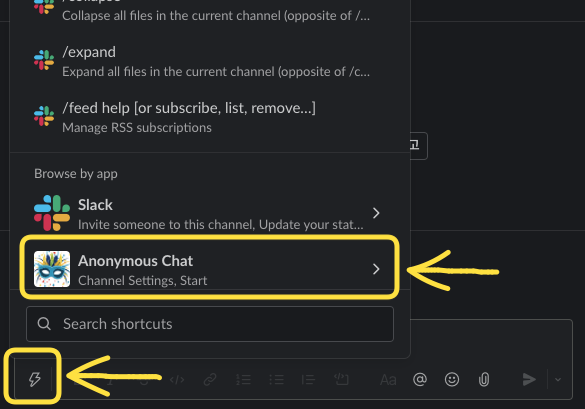 /collapse
Collapse all files in the current channel (opposite of /...
/expand
Expand all files in the current channel (opposite of /c...
/feed help [or subscribe, list, remove...]
Manage RSS subscriptions
Browse by app
Slack
Invite someone to this channel, Update your stat...
Anonymous Chat
Channel Settings, Start
Search shortcuts
Aa